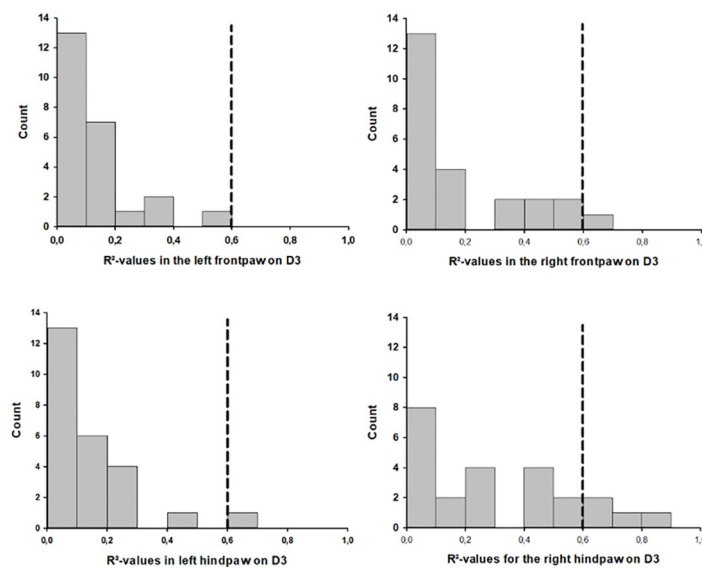 14
12
10
8
6
4
2
0
Count
0,0 0,2 0,4 0,6 0,8 1,0
R²-values in the left frontpaw on D3
14
12
10
8
6
4
2
0
Count
0,0 0,2 0,4 0,6 0,8 1,0
R²-values in the right frontpaw on D3
14
12
10
8
6
4
2
0
Count
0,0 0,2 0,4 0,6 0,8 1,0
R²-values in left hindpaw on D3
14
12
10
8
6
4
2
0
Count
0,0 0,2 0,4 0,6 0,8 1,0
R²-values for the right hindpaw on D3